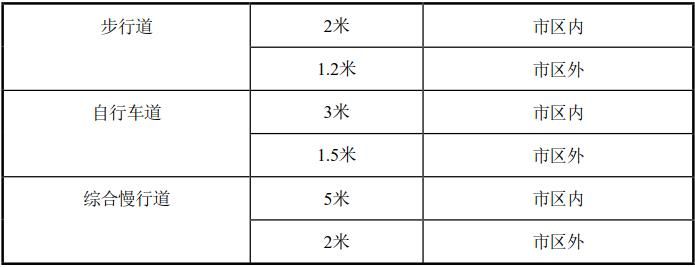 步行道 2米 市区内
1.2米 市区外
自行车道 3米 市区内
1.5米 市区外
综合慢行道 5米 市区内
2米 市区外